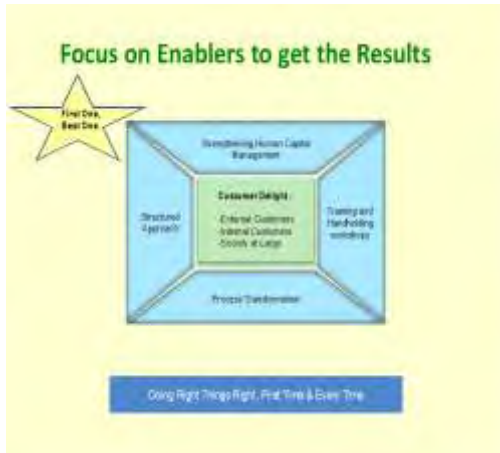 Focus on Enablers to get the Results
First One,
Best One
Strengthening Human Capital
Management
Structured
Approach
Customer Delight :
-External Customers
-Internal Customers
-Society at Large
Training and
Handholding
workshops
Process Transformation
Doing Right Things Right, First Time & Every Time